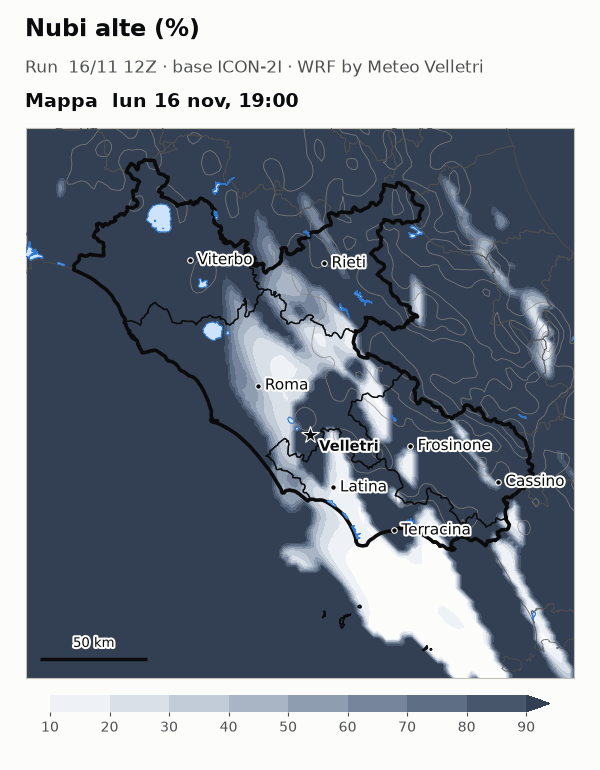 Nubi alte (%)
Run  16/11 12Z · base ICON-2I · WRF by Meteo Velletri
Mappa  lun 16 nov, 19:00
Viterbo
Rieti
Roma
Velletri
Frosinone
Cassino
Latina
Terracina
50 km
10 20 30 40 50 60 70 80 90